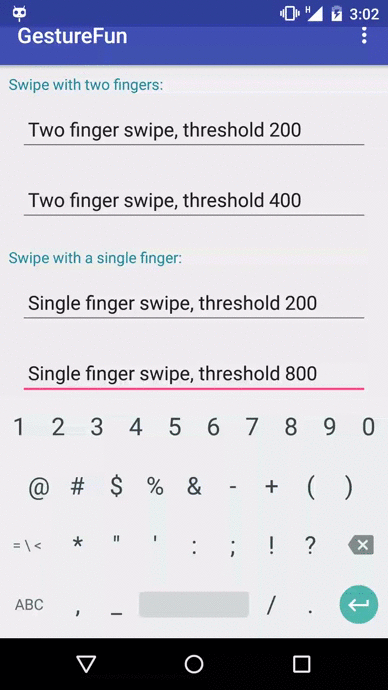 H 3:02
GestureFun
Swipe with two fingers:
Two finger swipe, threshold 200
Two finger swipe, threshold 400
Swipe with a single finger:
Single finger swipe, threshold 200
Single finger swipe, threshold 800
1 2 3 4 5 6 7 8 9 0
@ # $ % & - + ( )
= \ < * " ' : ; ! ?
ABC , _ / .